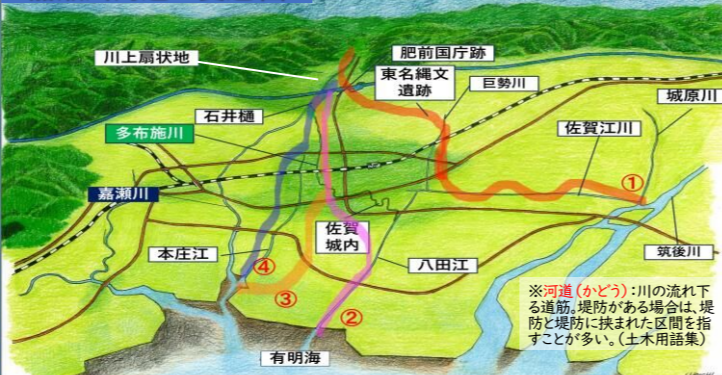 肥前国庁跡
川上扇状地
東名縄文
遺跡
巨勢川
城原川
石井樋
多布施川
佐賀江川
①
嘉瀬川
佐賀
城内
本庄江
④
③
②
八田江
筑後川
有明海
※河道(かどう):川の流れ下
る道筋。堤防がある場合は、堤
防と堤防に挟まれた区間を指
すことが多い。(土木用語集)